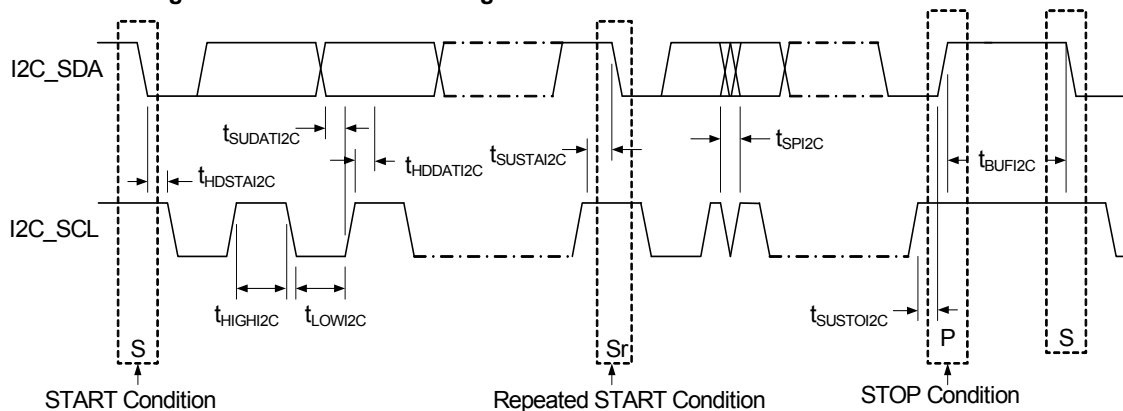 I2C_SDA
tSUDATI2C
tHDSTAI2C
tHDDATI2C
tSUSTAI2C
tSPI2C
tBUFI2C
I2C_SCL
tHIGHI2C
tLOWI2C
tSUSTOI2C
S
Sr
P
S
START Condition
Repeated START Condition
STOP Condition